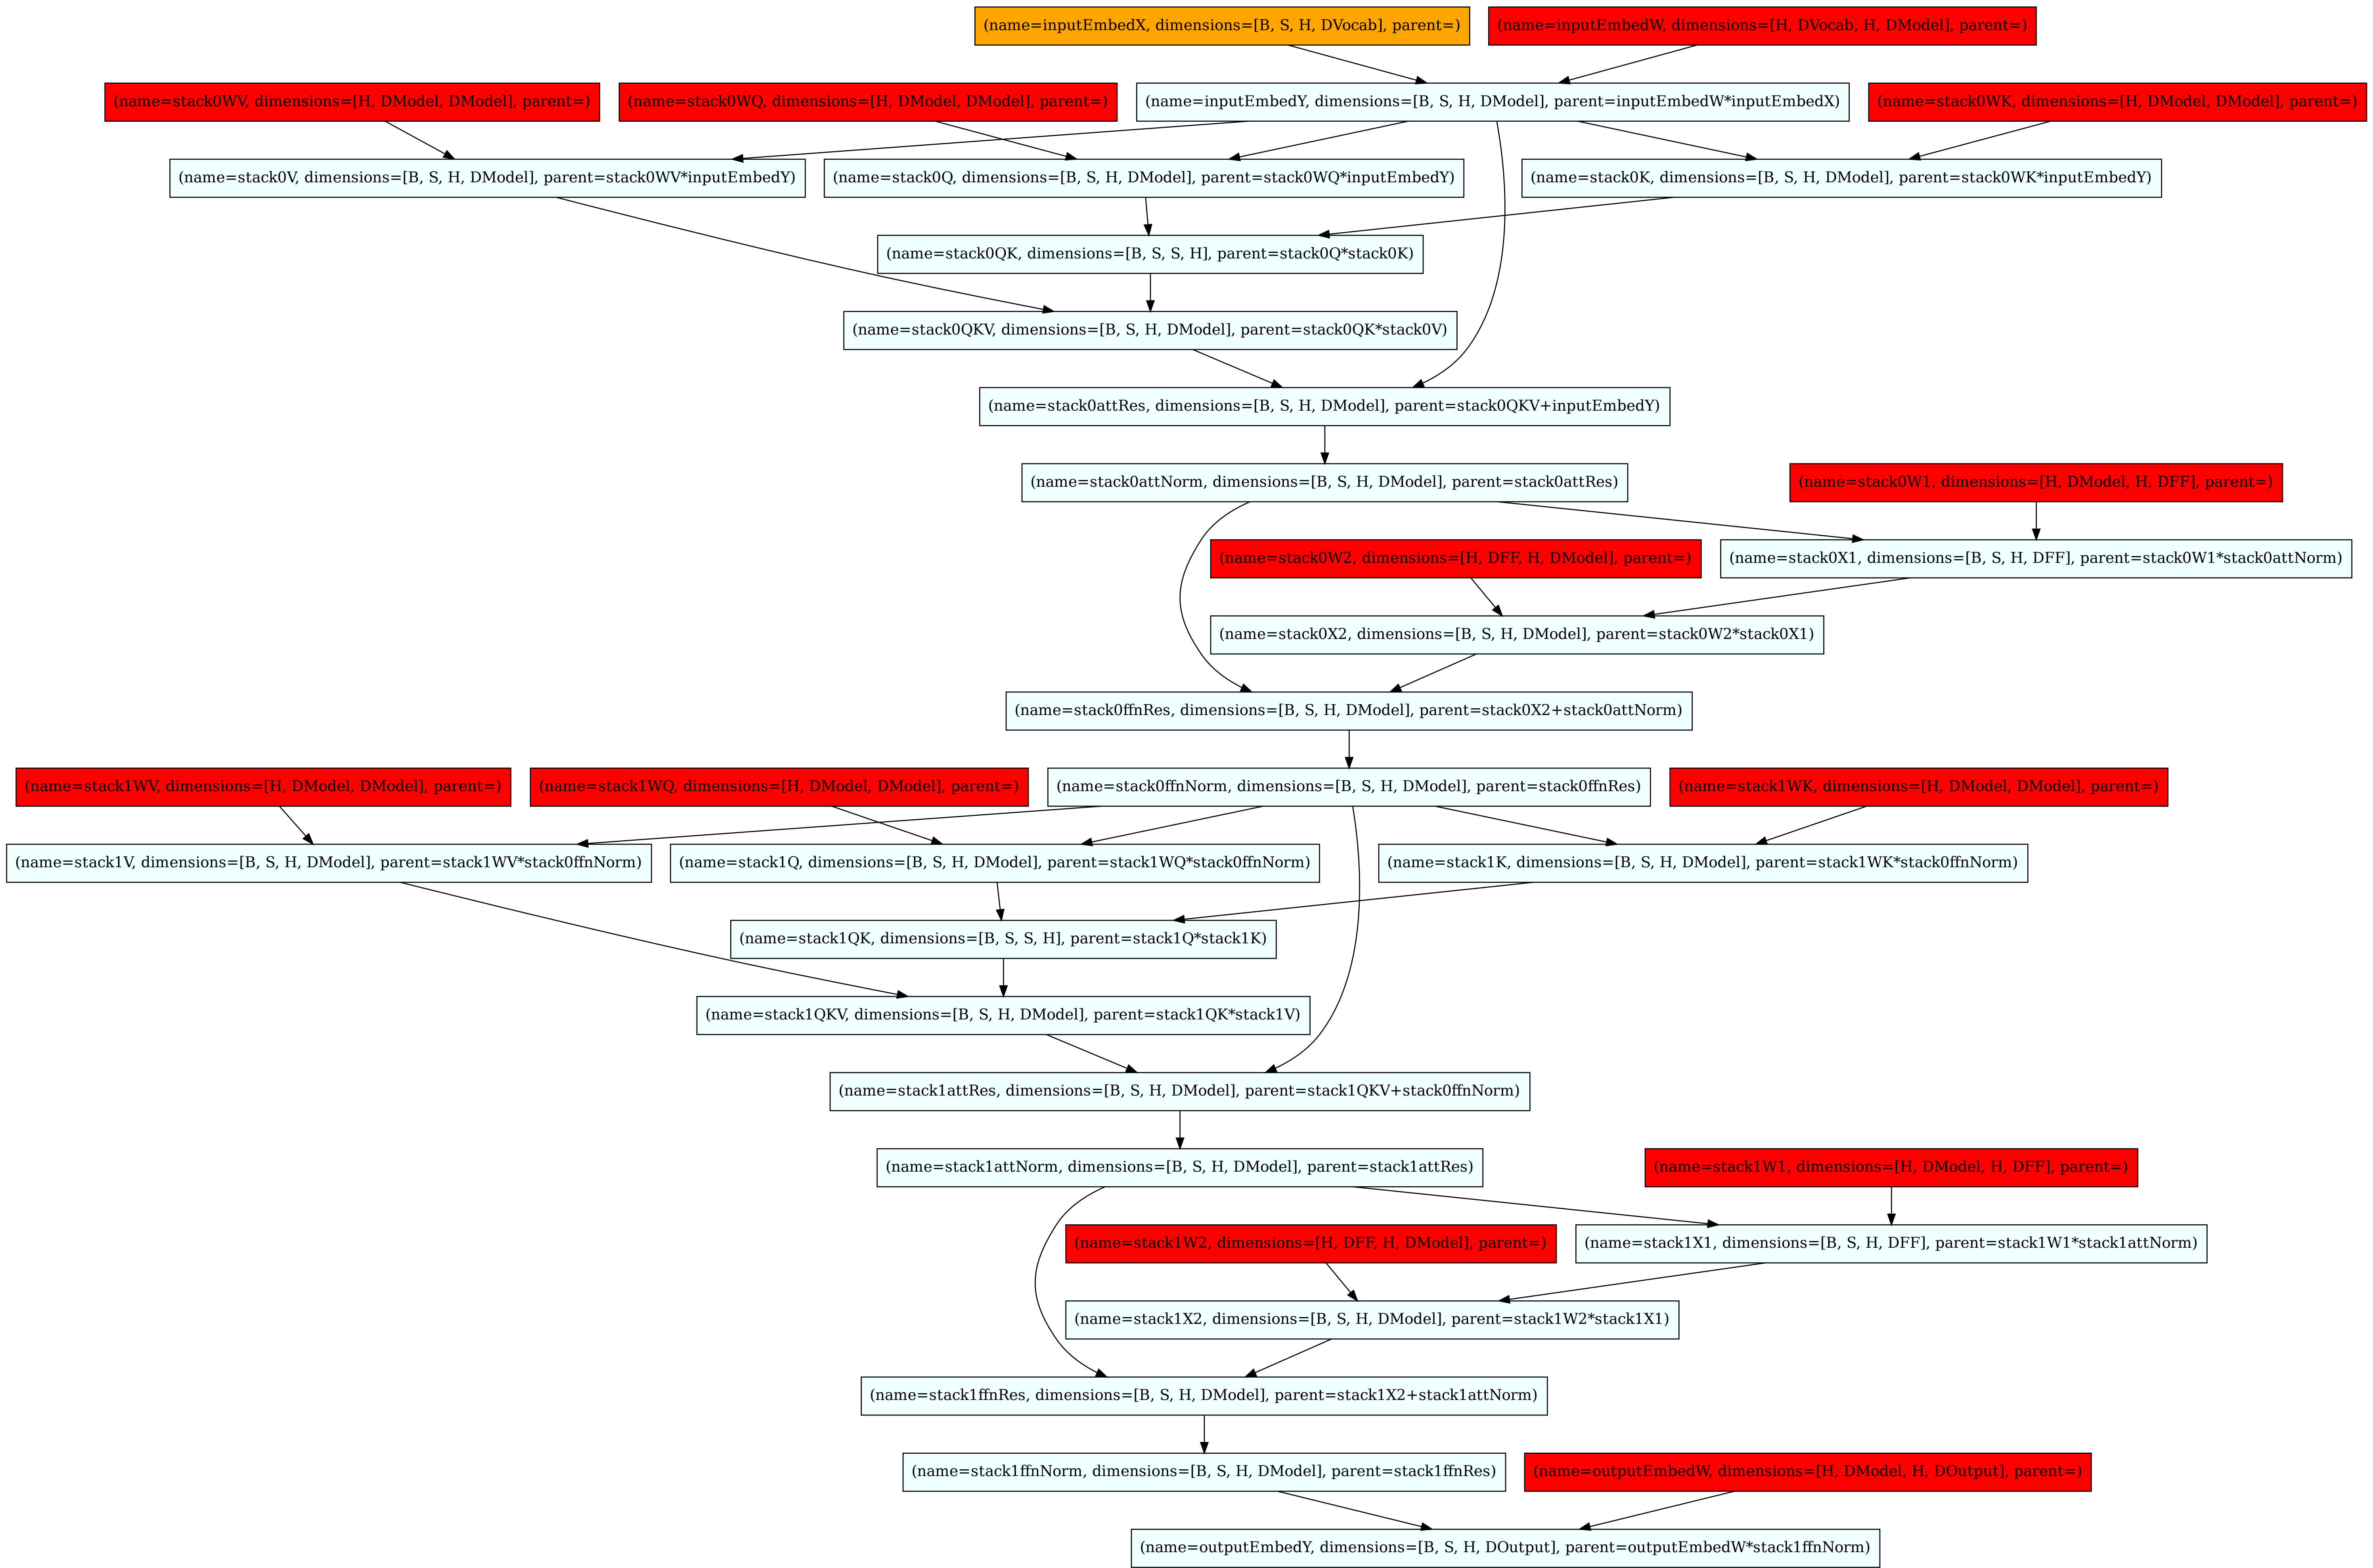 (name=inputEmbedX, dimensions=[B, S, H, DVocab], parent=)
(name=inputEmbedW, dimensions=[H, DVocab, H, DModel], parent=)
(name=stack0WV, dimensions=[H, DModel, DModel], parent=)
(name=stack0WQ, dimensions=[H, DModel, DModel], parent=)
(name=inputEmbedY, dimensions=[B, S, H, DModel], parent=inputEmbedW*inputEmbedX)
(name=stack0WK, dimensions=[H, DModel, DModel], parent=)
(name=stack0V, dimensions=[B, S, H, DModel], parent=stack0WV*inputEmbedY)
(name=stack0Q, dimensions=[B, S, H, DModel], parent=stack0WQ*inputEmbedY)
(name=stack0K, dimensions=[B, S, H, DModel], parent=stack0WK*inputEmbedY)
(name=stack0QK, dimensions=[B, S, S, H], parent=stack0Q*stack0K)
(name=stack0QKV, dimensions=[B, S, H, DModel], parent=stack0QK*stack0V)
(name=stack0attRes, dimensions=[B, S, H, DModel], parent=stack0QKV+inputEmbedY)
(name=stack0attNorm, dimensions=[B, S, H, DModel], parent=stack0attRes)
(name=stack0W1, dimensions=[H, DModel, H, DFF], parent=)
(name=stack0W2, dimensions=[H, DFF, H, DModel], parent=)
(name=stack0X1, dimensions=[B, S, H, DFF], parent=stack0W1*stack0attNorm)
(name=stack0X2, dimensions=[B, S, H, DModel], parent=stack0W2*stack0X1)
(name=stack0ffnRes, dimensions=[B, S, H, DModel], parent=stack0X2+stack0attNorm)
(name=stack1WV, dimensions=[H, DModel, DModel], parent=)
(name=stack1WQ, dimensions=[H, DModel, DModel], parent=)
(name=stack0ffnNorm, dimensions=[B, S, H, DModel], parent=stack0ffnRes)
(name=stack1WK, dimensions=[H, DModel, DModel], parent=)
(name=stack1V, dimensions=[B, S, H, DModel], parent=stack1WV*stack0ffnNorm)
(name=stack1Q, dimensions=[B, S, H, DModel], parent=stack1WQ*stack0ffnNorm)
(name=stack1K, dimensions=[B, S, H, DModel], parent=stack1WK*stack0ffnNorm)
(name=stack1QK, dimensions=[B, S, S, H], parent=stack1Q*stack1K)
(name=stack1QKV, dimensions=[B, S, H, DModel], parent=stack1QK*stack1V)
(name=stack1attRes, dimensions=[B, S, H, DModel], parent=stack1QKV+stack0ffnNorm)
(name=stack1attNorm, dimensions=[B, S, H, DModel], parent=stack1attRes)
(name=stack1W1, dimensions=[H, DModel, H, DFF], parent=)
(name=stack1W2, dimensions=[H, DFF, H, DModel], parent=)
(name=stack1X1, dimensions=[B, S, H, DFF], parent=stack1W1*stack1attNorm)
(name=stack1X2, dimensions=[B, S, H, DModel], parent=stack1W2*stack1X1)
(name=stack1ffnRes, dimensions=[B, S, H, DModel], parent=stack1X2+stack1attNorm)
(name=stack1ffnNorm, dimensions=[B, S, H, DModel], parent=stack1ffnRes)
(name=outputEmbedW, dimensions=[H, DModel, H, DOutput], parent=)
(name=outputEmbedY, dimensions=[B, S, H, DOutput], parent=outputEmbedW*stack1ffnNorm)